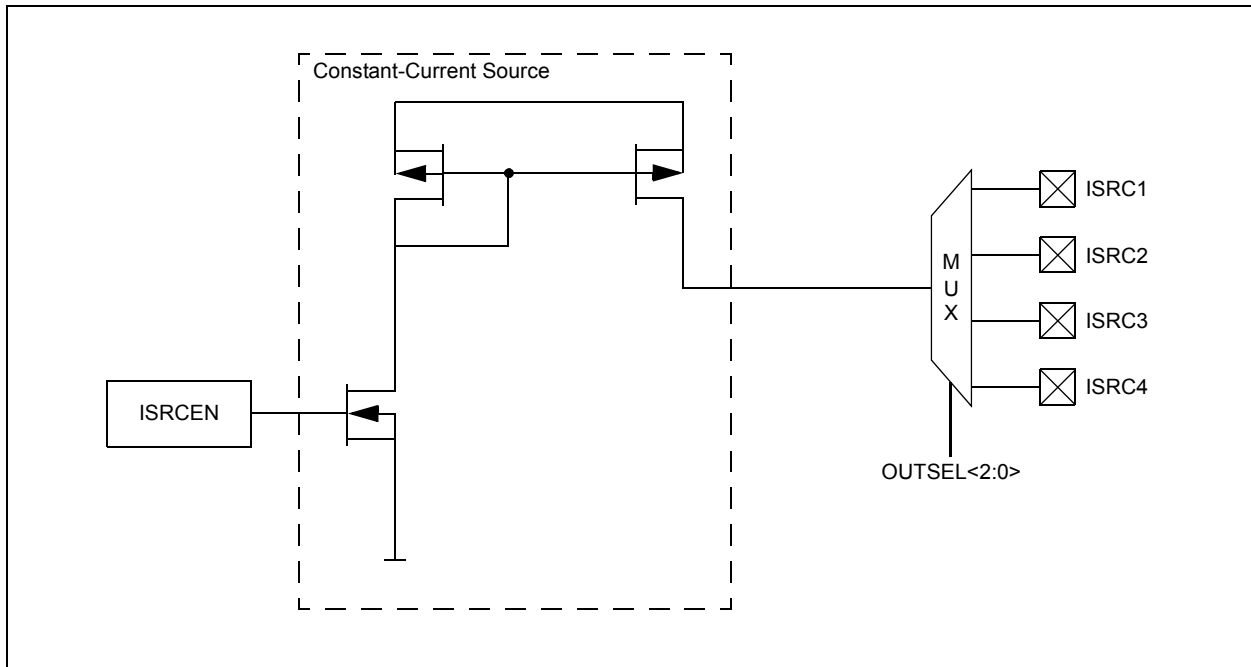 Constant-Current Source
ISRC1
ISRC2
ISRC3
ISRC4
M
U
X
ISRCEN
OUTSEL<2:0>